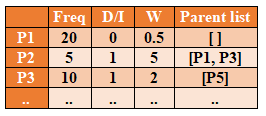 Freq D/I W Parent list
P1 20 0 0.5 [ ]
P2 5 1 5 [P1, P3]
P3 10 1 2 [P5]
.. .. .. .. ..